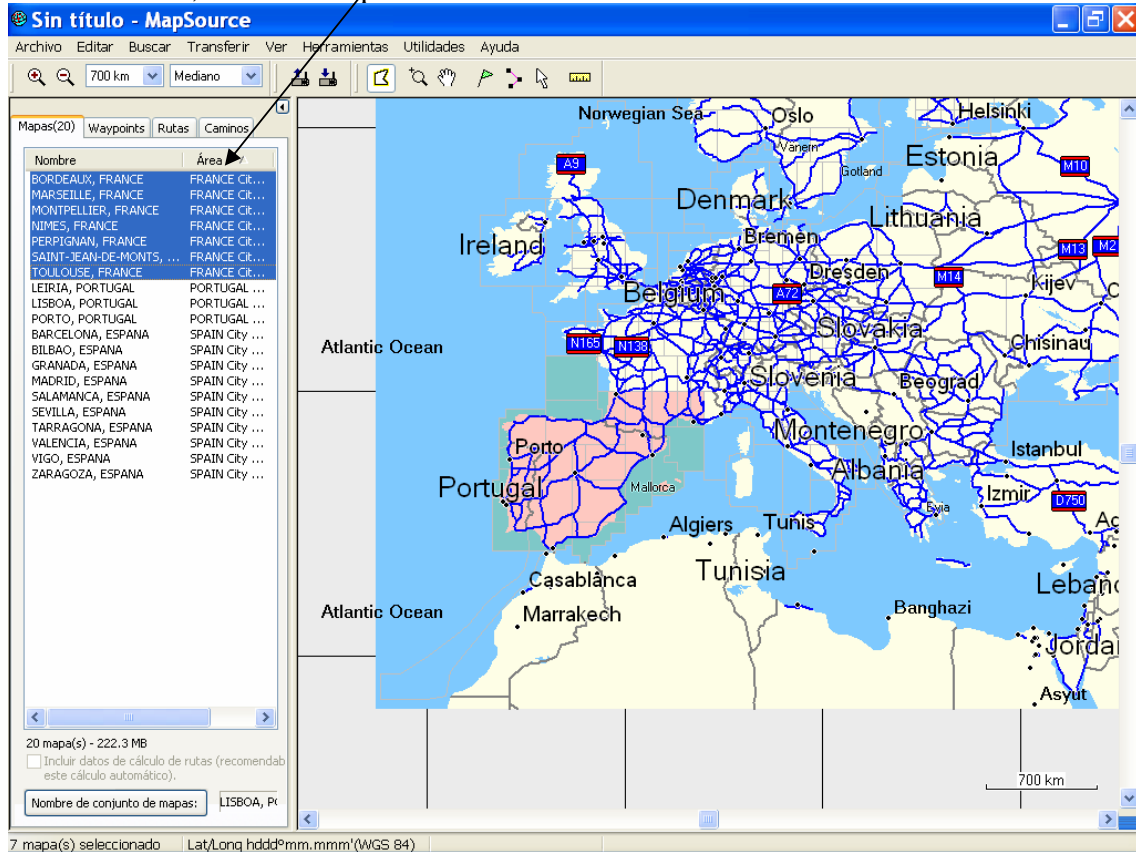 Sin título - MapSource
Archivo Editar Buscar Transferir Ver Herramientas Utilidades Ayuda
700 km Mediano
Mapas(20) Waypoints Rutas Caminos
Nombre Área
BORDEAUX, FRANCE FRANCE Cit...
MARSEILLE, FRANCE FRANCE Cit...
MONTPELLIER, FRANCE FRANCE Cit...
NIMES, FRANCE FRANCE Cit...
PERPIGNAN, FRANCE FRANCE Cit...
SAINT-JEAN-DE-MONTS, ... FRANCE Cit...
TOULOUSE, FRANCE FRANCE Cit...
LEIRIA, PORTUGAL PORTUGAL ...
LISBOA, PORTUGAL PORTUGAL ...
PORTO, PORTUGAL PORTUGAL ...
BARCELONA, ESPANA SPAIN City ...
BILBAO, ESPANA SPAIN City ...
GRANADA, ESPANA SPAIN City ...
MADRID, ESPANA SPAIN City ...
SALAMANCA, ESPANA SPAIN City ...
SEVILLA, ESPANA SPAIN City ...
TARRAGONA, ESPANA SPAIN City ...
VALENCIA, ESPANA SPAIN City ...
VIGO, ESPANA SPAIN City ...
ZARAGOZA, ESPANA SPAIN City ...
20 mapa(s) - 222.3 MB
Incluir datos de cálculo de rutas (recomendab
este cálculo automático).
Nombre de conjunto de mapas: LISBOA, P
7 mapa(s) seleccionado Lat/Long hdddºmm.mmm'(WGS 84)
Norwegian Sea Oslo Helsinki
Vanern
A9 Estonia M10
Gotland
Denmark
Lithuania
Ireland Bremen M13 M2
Dresden M14 Kijev
Belgium A72
Slovakia
Atlantic Ocean N165 N138 Chisinau
Slovenia Beograd
Montenegro
Porto Istanbul
Albania
Portugal Mallorca Izmir D750
Evia
Algiers Tunis
Tunisia
Casablanca Leban
Atlantic Ocean Marrakech Banghazi
Jordan
Asyut
700 km